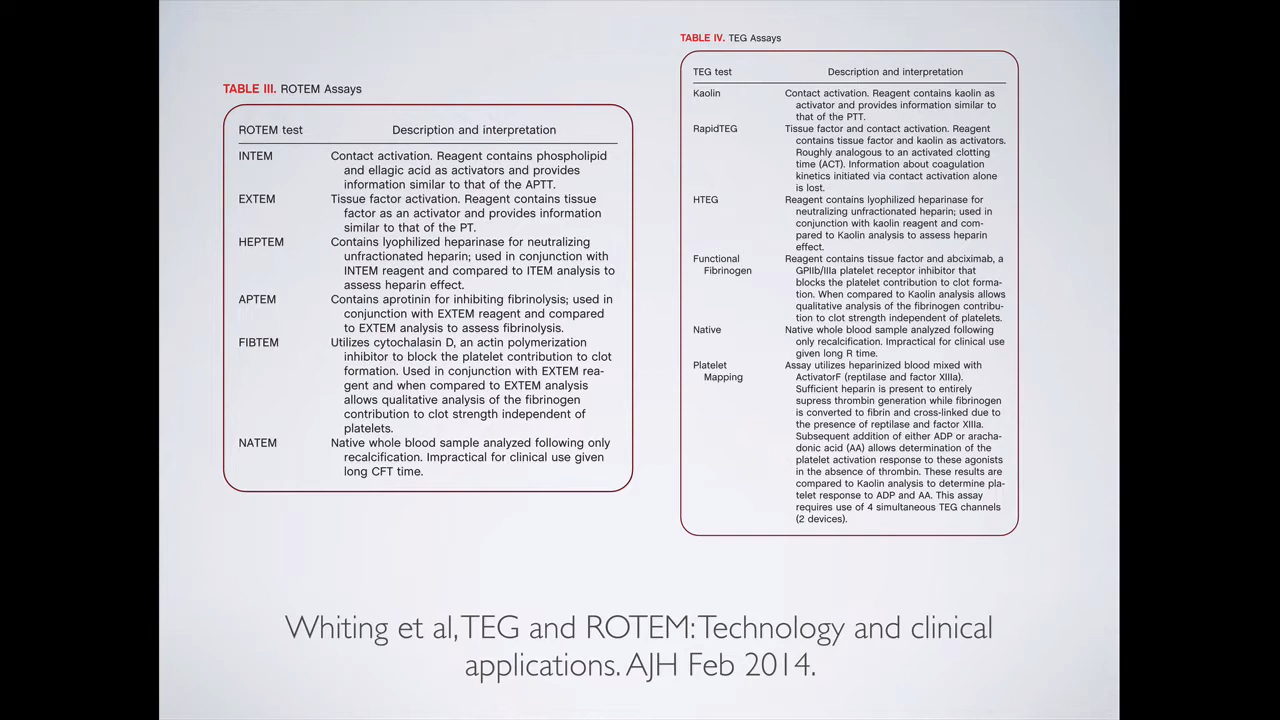 TABLE III. ROTEM Assays
ROTEM test Description and interpretation
INTEM Contact activation. Reagent contains phospholipid
and ellagic acid as activators and provides
information similar to that of the APTT.
EXTEM Tissue factor activation. Reagent contains tissue
factor as an activator and provides information
similar to that of the PT.
HEPTEM Contains lyophilized heparinase for neutralizing
unfractionated heparin; used in conjunction with
INTEM reagent and compared to ITEM analysis to
assess heparin effect.
APTEM Contains aprotinin for inhibiting fibrinolysis; used in
conjunction with EXTEM reagent and compared
to EXTEM analysis to assess fibrinolysis.
FIBTEM Utilizes cytochalasin D, an actin polymerization
inhibitor to block the platelet contribution to clot
formation. Used in conjunction with EXTEM rea-
gent and when compared to EXTEM analysis
allows qualitative analysis of the fibrinogen
contribution to clot strength independent of
platelets.
NATEM Native whole blood sample analyzed following only
recalcification. Impractical for clinical use given
long CFT time.
TABLE IV. TEG Assays
TEG test Description and interpretation
Kaolin Contact activation. Reagent contains kaolin as
activator and provides information similar to
that of the PTT.
RapidTEG Tissue factor and contact activation. Reagent
contains tissue factor and kaolin as activators.
Roughly analogous to an activated clotting
time (ACT). Information about coagulation
kinetics initiated via contact activation alone
is lost.
HTEG Reagent contains lyophilized heparinase for
neutralizing unfractionated heparin; used in
conjunction with kaolin reagent and com-
pared to Kaolin analysis to assess heparin
effect.
Functional Reagent contains tissue factor and abciximab, a
Fibrinogen GPIIb/IIIa platelet receptor inhibitor that
blocks the platelet contribution to clot forma-
tion. When compared to Kaolin analysis allows
qualitative analysis of the fibrinogen contribu-
tion to clot strength independent of platelets.
Native Native whole blood sample analyzed following
only recalcification. Impractical for clinical use
given long R time.
Platelet Assay utilizes heparinized blood mixed with
Mapping ActivatorF (reptilase and factor XIIIa).
Sufficient heparin is present to entirely
supress thrombin generation while fibrinogen
is converted to fibrin and cross-linked due to
the presence of reptilase and factor XIIIa.
Subsequent addition of either ADP or aracha-
donic acid (AA) allows determination of the
platelet activation response to these agonists
in the absence of thrombin. These results are
compared to Kaolin analysis to determine pla-
telet response to ADP and AA. This assay
requires use of 4 simultaneous TEG channels
(2 devices).
Whiting et al, TEG and ROTEM: Technology and clinical
applications. AJH Feb 2014.